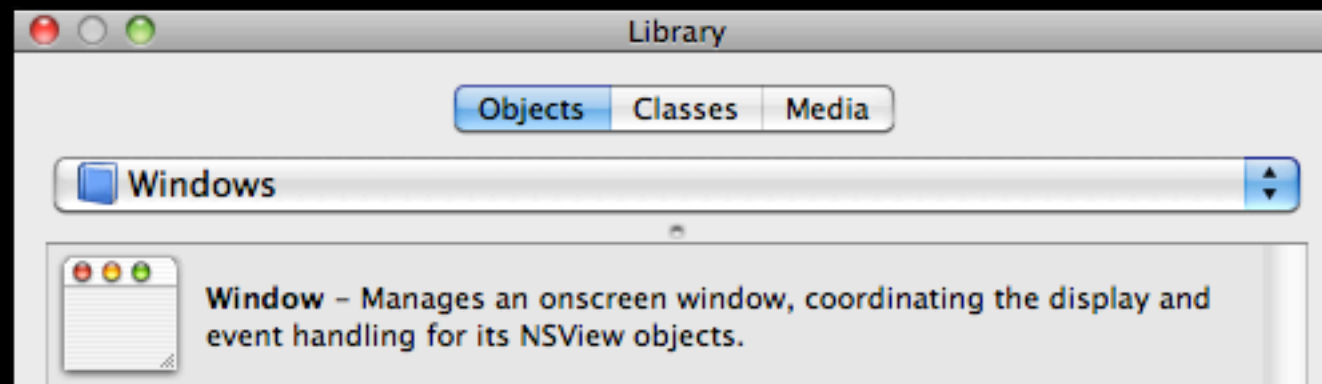 Library
Objects Classes Media
Windows
Window – Manages an onscreen window, coordinating the display and
event handling for its NSView objects.